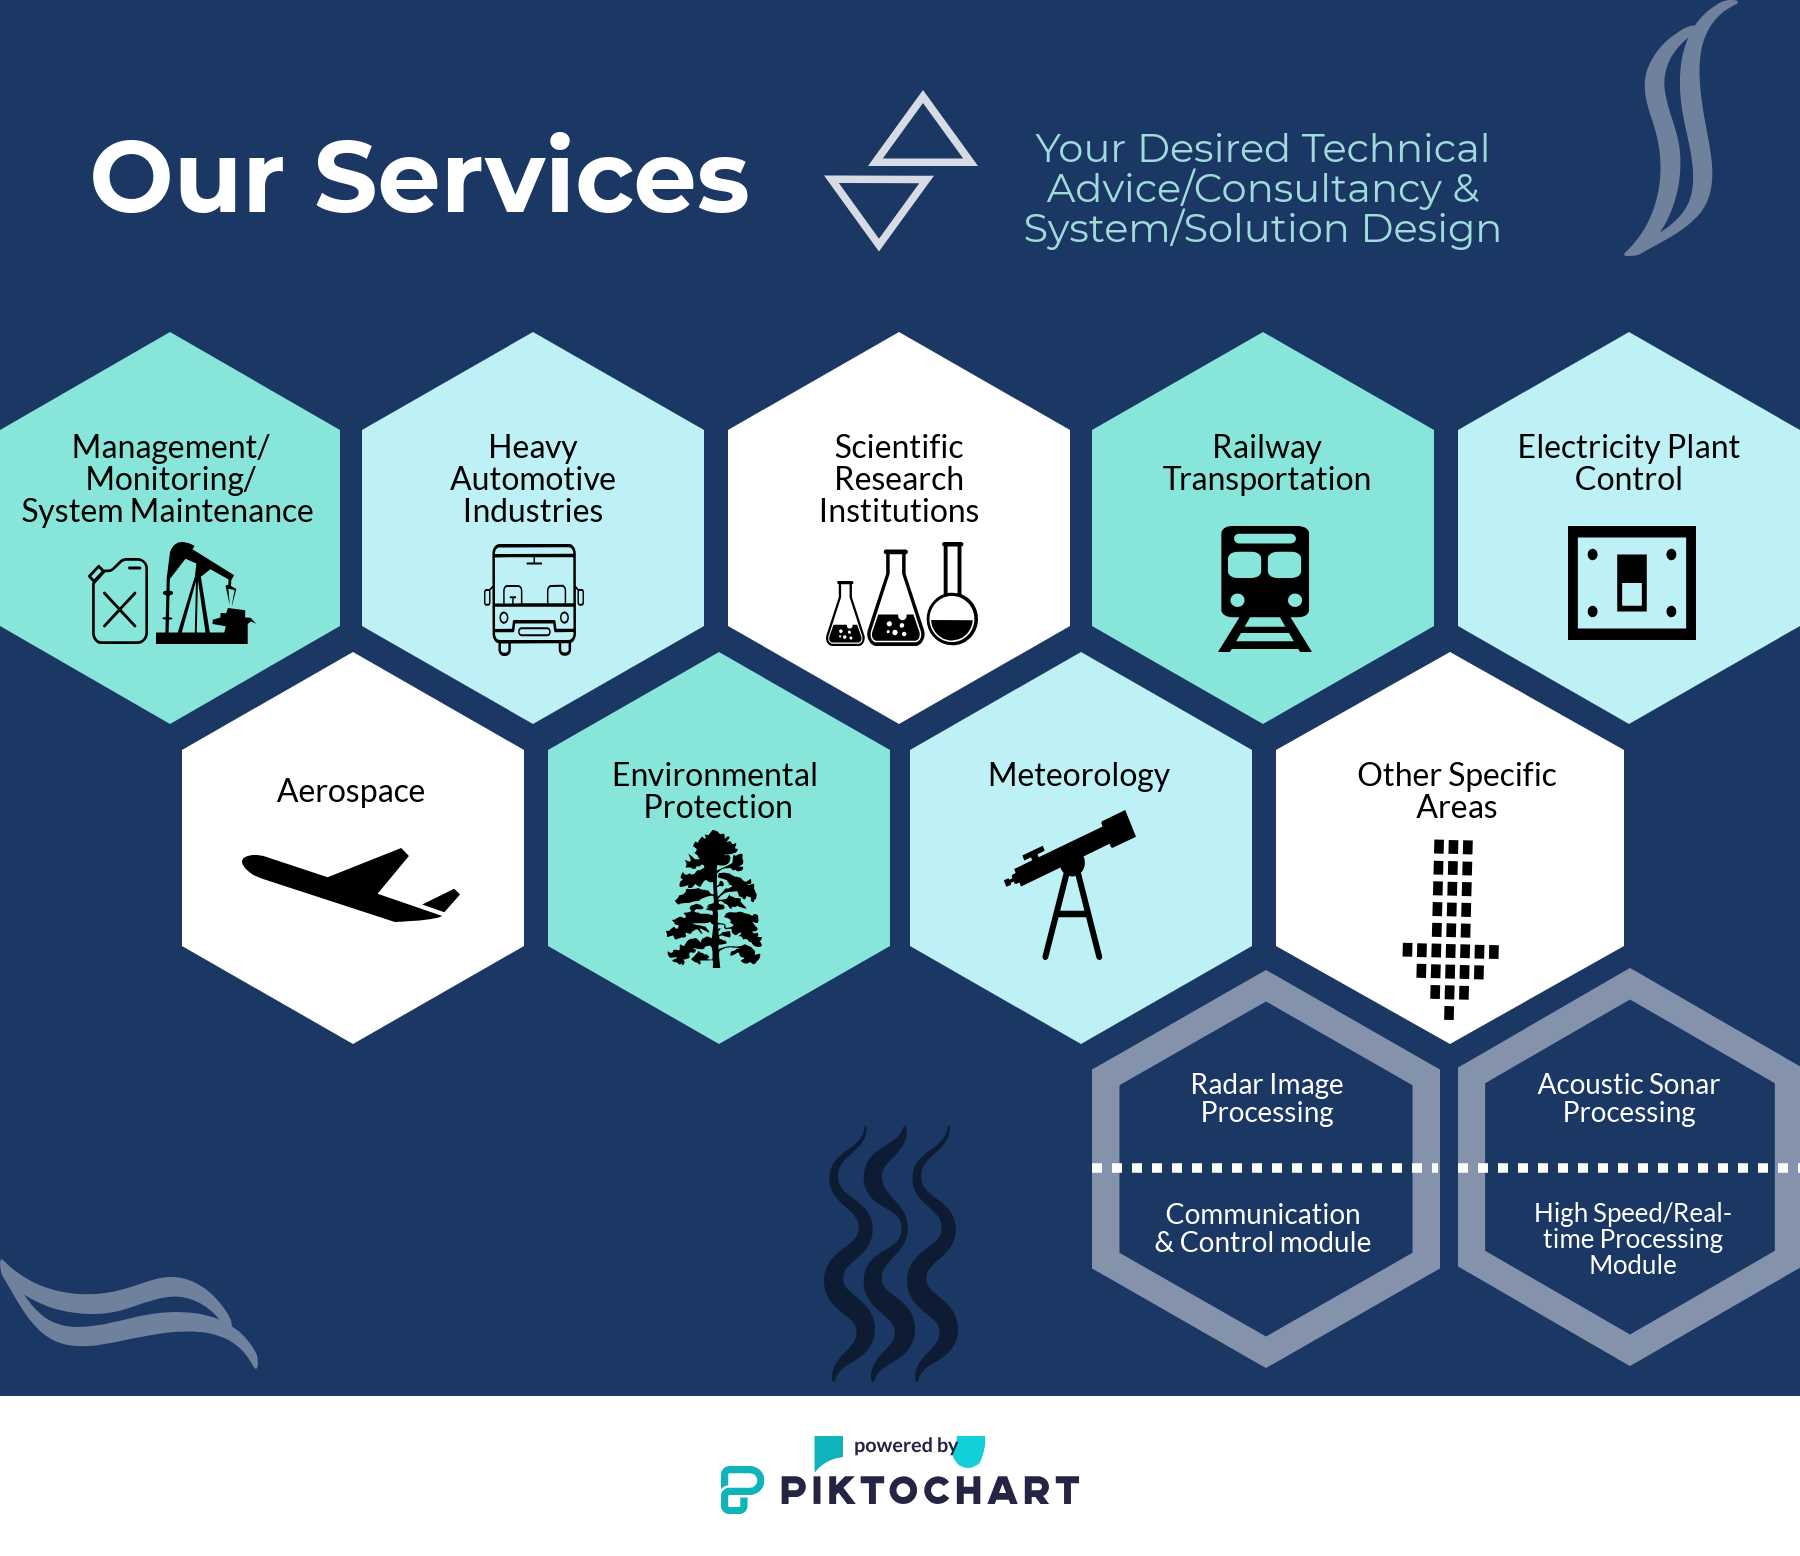 Our Services
Your Desired Technical
Advice/Consultancy &
System/Solution Design
Management/
Monitoring/
System Maintenance
Heavy
Automotive
Industries
Scientific
Research
Institutions
Railway
Transportation
Electricity Plant
Control
Aerospace
Environmental
Protection
Meteorology
Other Specific
Areas
Radar Image
Processing
Communication
& Control module
Acoustic Sonar
Processing
High Speed/Real-
time Processing
Module
powered by
PIKTOCHART